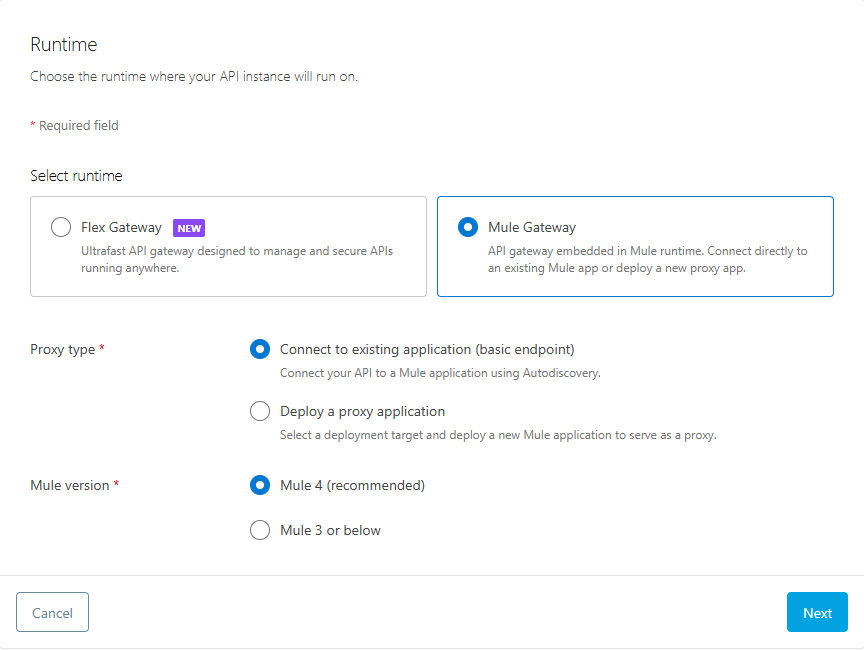 Runtime
Choose the runtime where your API instance will run on.
* Required field
Select runtime
Flex Gateway NEW
Ultrafast API gateway designed to manage and secure APIs
running anywhere.
Mule Gateway
API gateway embedded in Mule runtime. Connect directly to
an existing Mule app or deploy a new proxy app.
Proxy type *
Connect to existing application (basic endpoint)
Connect your API to a Mule application using Autodiscovery.
Deploy a proxy application
Select a deployment target and deploy a new Mule application to serve as a proxy.
Mule version *
Mule 4 (recommended)
Mule 3 or below
Cancel
Next